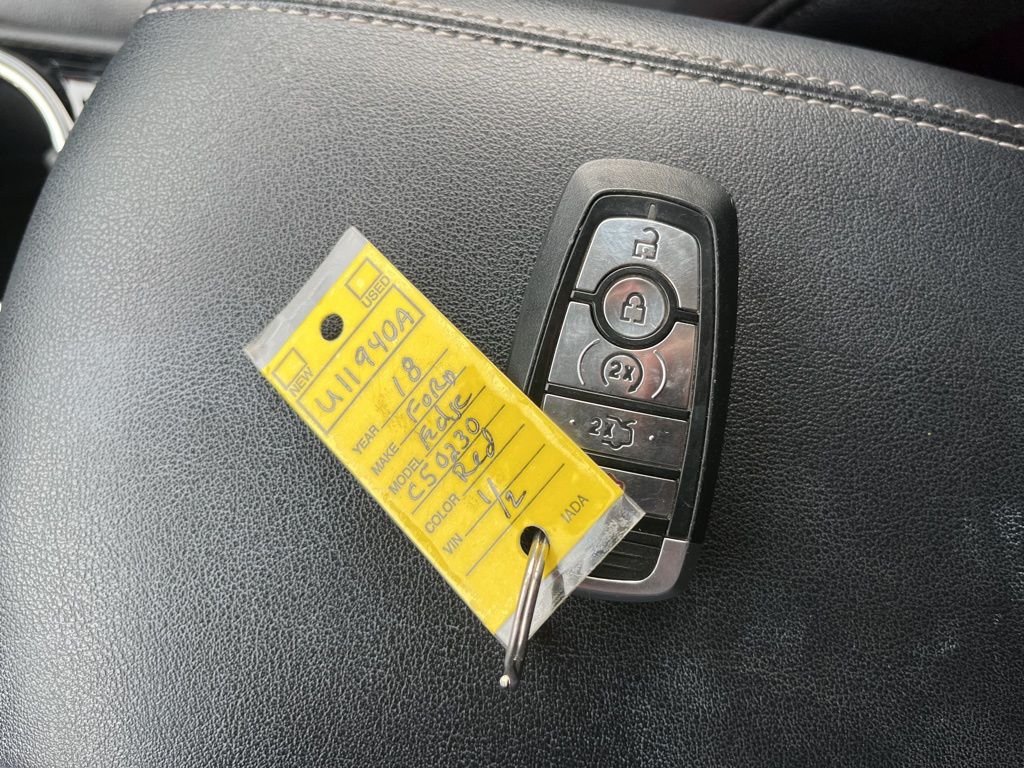 NEW USED
U11940A
YEAR 18
MAKE Ford
MODEL Edge
C50230
COLOR Red
VIN 1/2
IADA
2x
2x